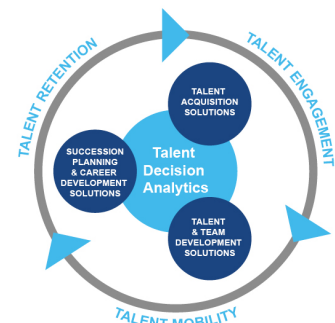 TALENT RETENTION
TALENT ENGAGEMENT
TALENT
ACQUISITION
SOLUTIONS
SUCCESSION
PLANNING
& CAREER
DEVELOPMENT
SOLUTIONS
Talent
Decision
Analytics
TALENT
& TEAM
DEVELOPMENT
SOLUTIONS
TALENT MOBILITY